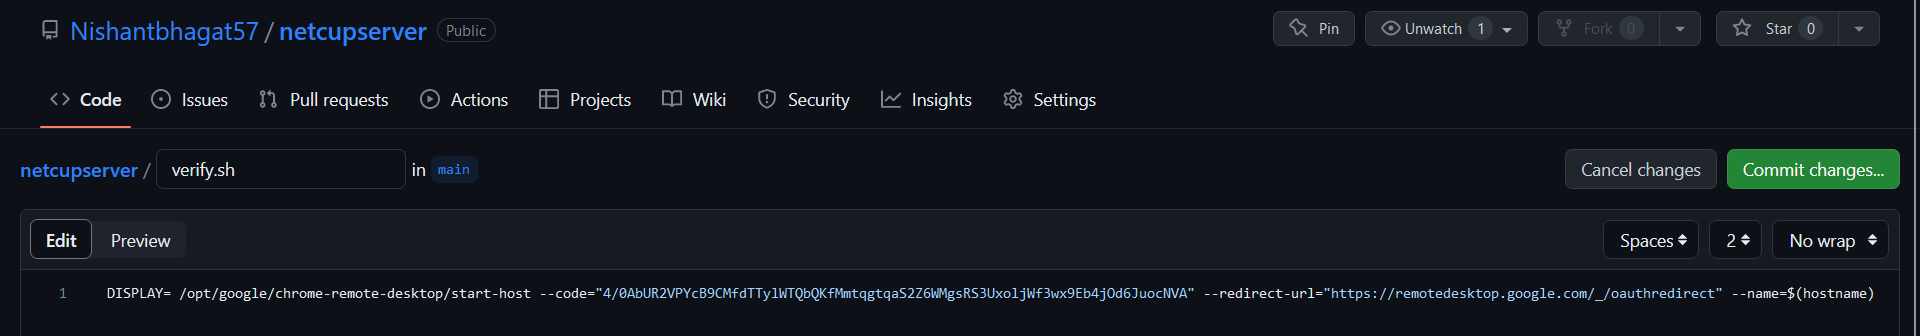 Nishantbhagat57 / netcupserver Public Pin Unwatch 1 Fork 0 Star 0
Code Issues Pull requests Actions Projects Wiki Security Insights Settings
netcupserver / verify.sh in main Cancel changes Commit changes...
Edit Preview Spaces 2 No wrap
1 DISPLAY= /opt/google/chrome-remote-desktop/start-host --code="4/0AbUR2VPYcB9CMfdTTylWTQbQKfMmtqgtqaS2Z6WMgsRS3UxoljWf3wx9Eb4jOd6JuocNVA" --redirect-url="https://remotedesktop.google.com/_/oauthredirect" --name=$(hostname)